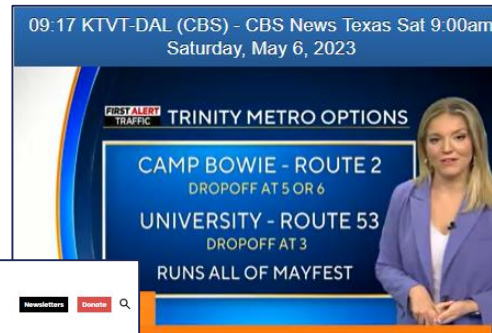 09:17 KTVT-DAL (CBS) - CBS News Texas Sat 9:00am
Saturday, May 6, 2023
FIRST ALERT
TRAFFIC
TRINITY METRO OPTIONS
CAMP BOWIE - ROUTE 2
DROPOFF AT 5 OR 6
UNIVERSITY - ROUTE 53
DROPOFF AT 3
RUNS ALL OF MAYFEST
Newsletters Donate